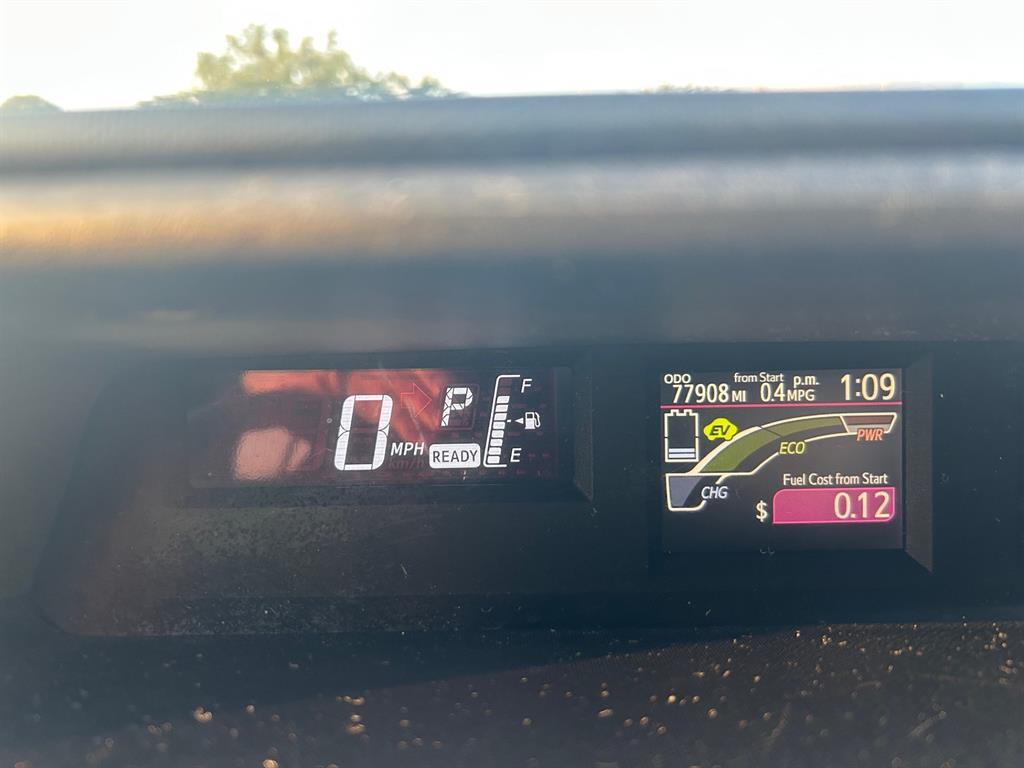 0 MPH
km/h
P
READY
F
E
ODO
77908 MI
from Start
0.4 MPG
p.m. 1:09
EV
CHG
ECO
PWR
Fuel Cost from Start
$ 0.12